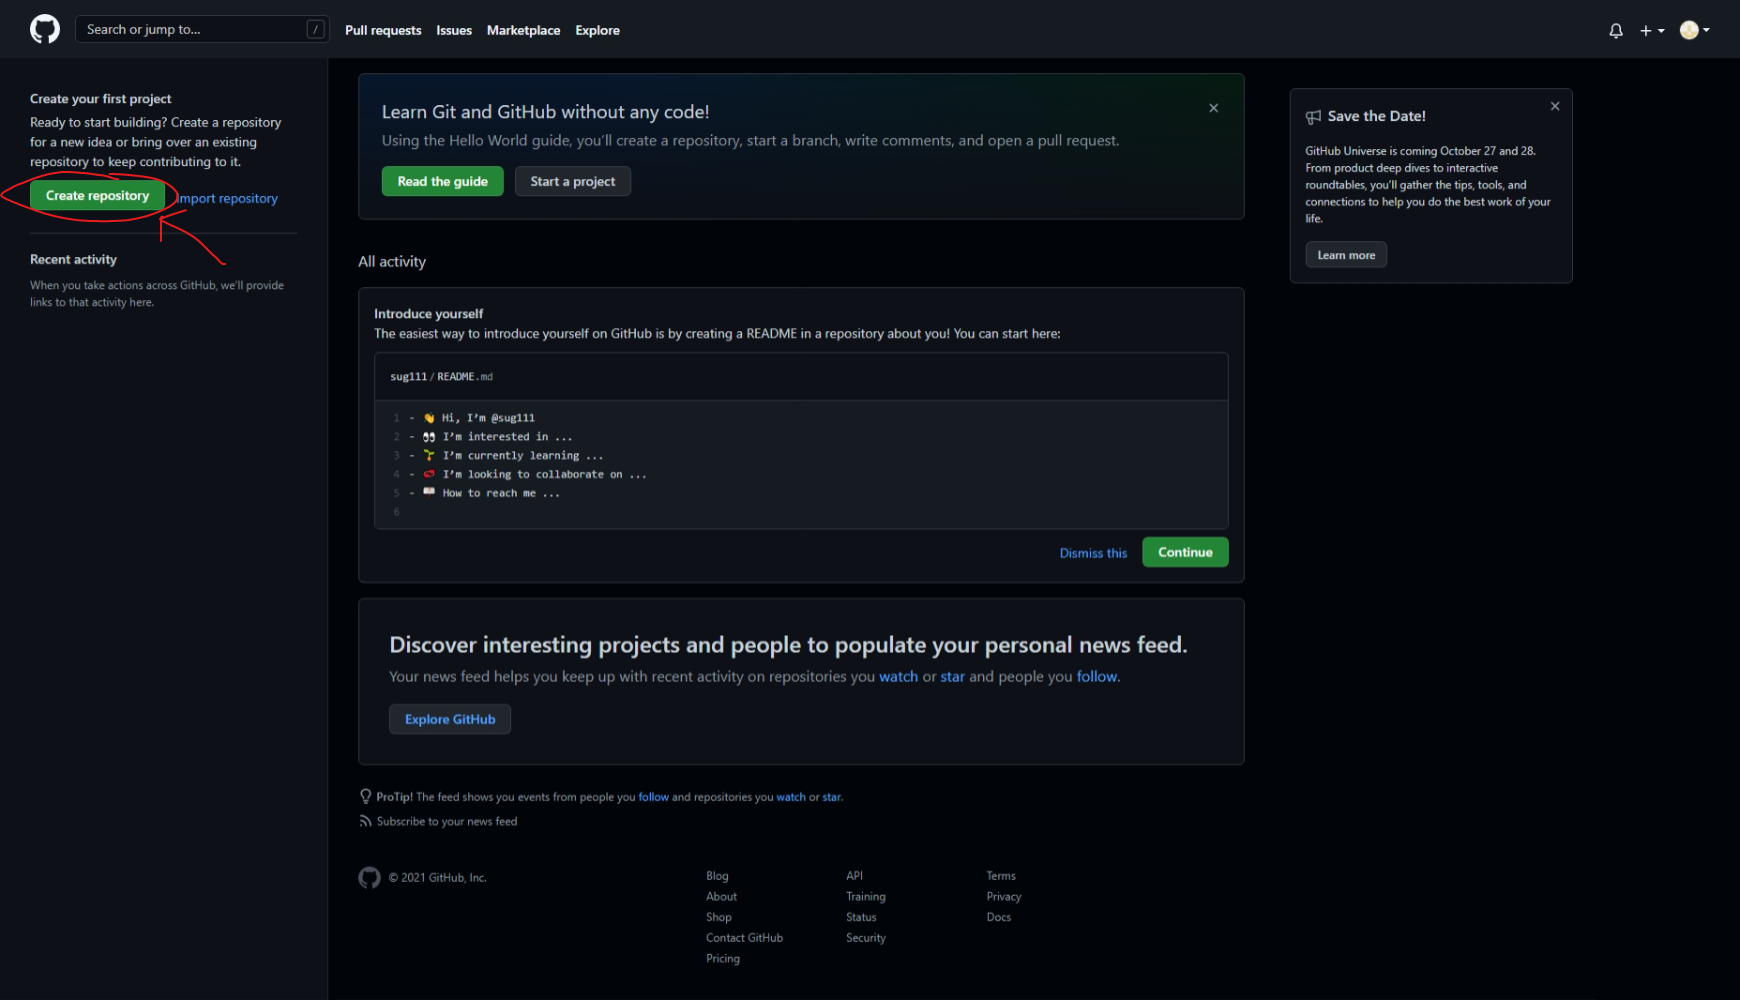 Search or jump to... /
Pull requests Issues Marketplace Explore
Create your first project
Ready to start building? Create a repository
for a new idea or bring over an existing
repository to keep contributing to it.
Create repository Import repository
Recent activity
When you take actions across GitHub, we'll provide
links to that activity here.
Learn Git and GitHub without any code!
Using the Hello World guide, you'll create a repository, start a branch, write comments, and open a pull request.
Read the guide Start a project
All activity
Introduce yourself
The easiest way to introduce yourself on GitHub is by creating a README in a repository about you! You can start here:
sug111/README.md
1 - 👋 Hi, I'm @sug111
2 - 👀 I'm interested in ...
3 - 🌱 I'm currently learning ...
4 - 💞️ I'm looking to collaborate on ...
5 - 📫 How to reach me ...
6
Dismiss this Continue
Discover interesting projects and people to populate your personal news feed.
Your news feed helps you keep up with recent activity on repositories you watch or star and people you follow.
Explore GitHub
ProTip! The feed shows you events from people you follow and repositories you watch or star.
Subscribe to your news feed
Save the Date!
GitHub Universe is coming October 27 and 28.
From product deep dives to interactive
roundtables, you'll gather the tips, tools, and
connections to help you do the best work of your
life.
Learn more
© 2021 GitHub, Inc.
Blog
About
Shop
Contact GitHub
Pricing
API
Training
Status
Security
Terms
Privacy
Docs